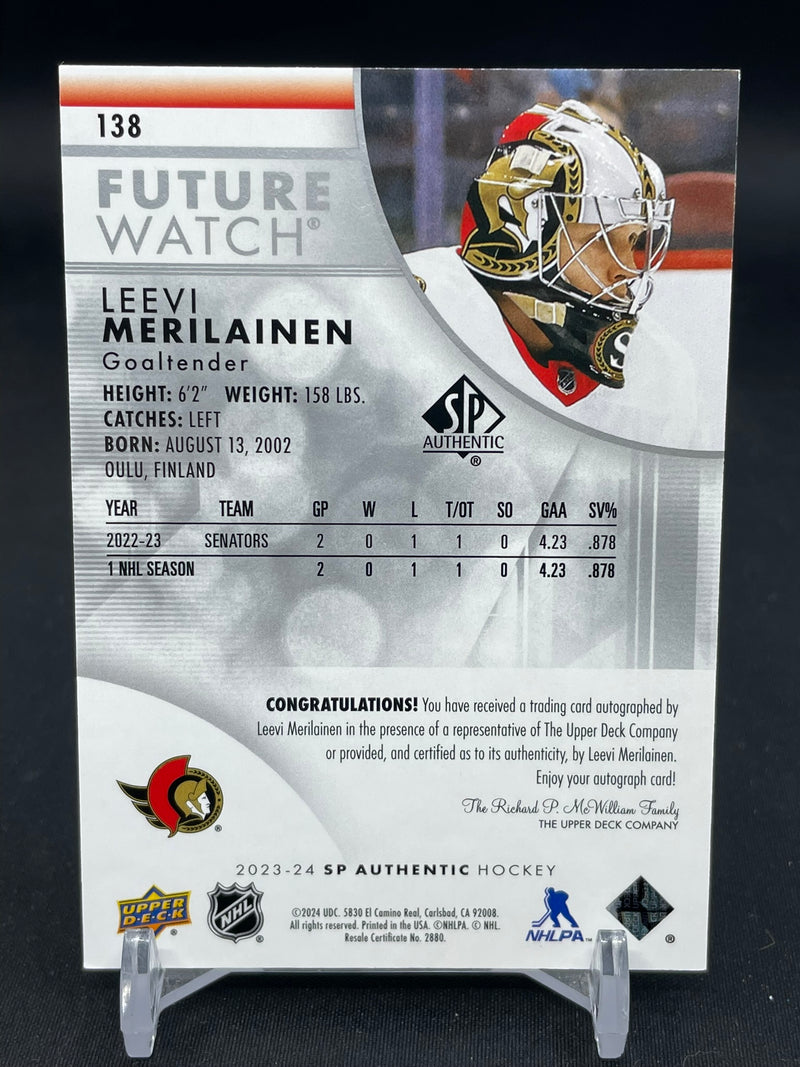 138
FUTURE
WATCH®
LEEVI
MERILAINEN
Goaltender
HEIGHT: 6'2" WEIGHT: 158 LBS.
CATCHES: LEFT
BORN: AUGUST 13, 2002
OULU, FINLAND
SP
AUTHENTIC
®
YEAR TEAM GP W L T/OT SO GAA SV%
2022-23 SENATORS 2 0 1 1 0 4.23 .878
1 NHL SEASON 2 0 1 1 0 4.23 .878
CONGRATULATIONS! You have received a trading card autographed by
Leevi Merilainen in the presence of a representative of The Upper Deck Company
or provided, and certified as to its authenticity, by Leevi Merilainen.
Enjoy your autograph card!
The Richard P. McWilliam Family
THE UPPER DECK COMPANY
®
2023-24 SP AUTHENTIC HOCKEY
UPPER
DECK
®
NHL
®
©2024 UDC. 5830 El Camino Real, Carlsbad, CA 92008.
All rights reserved. Printed in the USA. ©NHLPA. © NHL.
Resale Certificate No. 2880.
NHLPA™
®